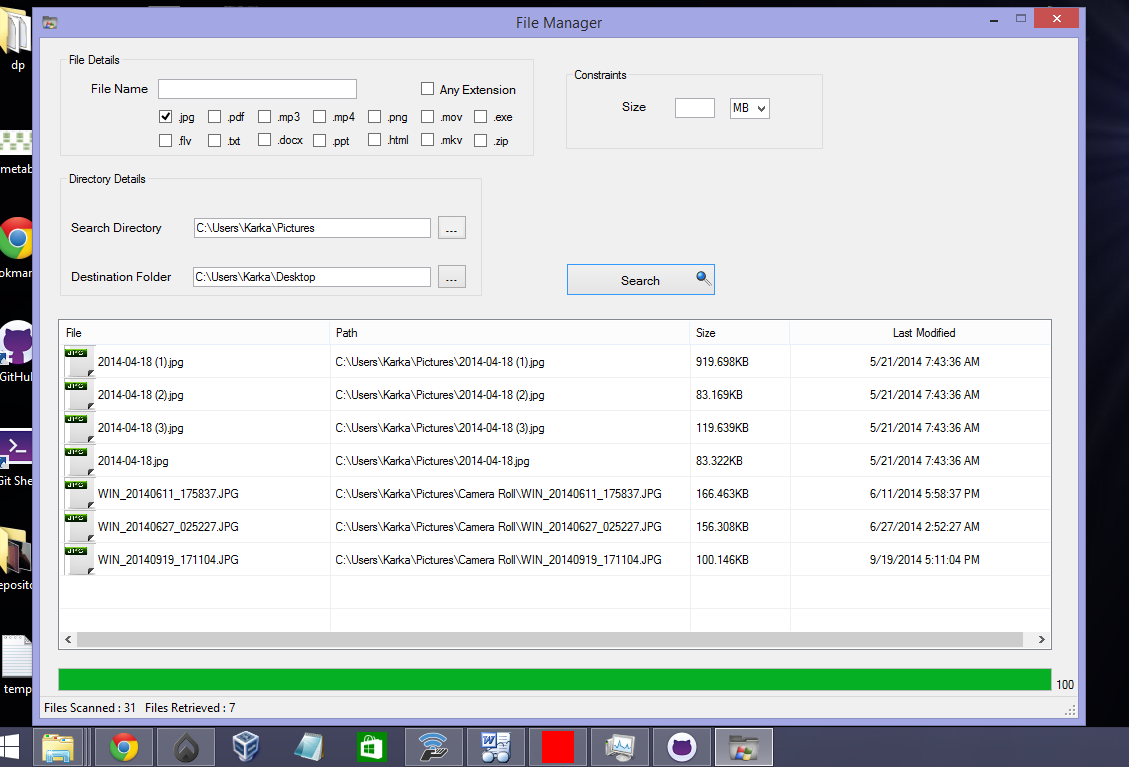 File Manager
dp
metab
okmar
GitHub
Git She
eposito
temp
File Details
File Name
Any Extension
.jpg .pdf .mp3 .mp4 .png .mov .exe
.flv .txt .docx .ppt .html .mkv .zip
Constraints
Size MB
Directory Details
Search Directory C:\Users\Karka\Pictures ...
Destination Folder C:\Users\Karka\Desktop ...
Search
File Path Size Last Modified
JPG 2014-04-18 (1).jpg C:\Users\Karka\Pictures\2014-04-18 (1).jpg 919.698KB 5/21/2014 7:43:36 AM
JPG 2014-04-18 (2).jpg C:\Users\Karka\Pictures\2014-04-18 (2).jpg 83.169KB 5/21/2014 7:43:36 AM
JPG 2014-04-18 (3).jpg C:\Users\Karka\Pictures\2014-04-18 (3).jpg 119.639KB 5/21/2014 7:43:36 AM
JPG 2014-04-18.jpg C:\Users\Karka\Pictures\2014-04-18.jpg 83.322KB 5/21/2014 7:43:36 AM
JPG WIN_20140611_175837.JPG C:\Users\Karka\Pictures\Camera Roll\WIN_20140611_175837.JPG 166.463KB 6/11/2014 5:58:37 PM
JPG WIN_20140627_025227.JPG C:\Users\Karka\Pictures\Camera Roll\WIN_20140627_025227.JPG 156.308KB 6/27/2014 2:52:27 AM
JPG WIN_20140919_171104.JPG C:\Users\Karka\Pictures\Camera Roll\WIN_20140919_171104.JPG 100.146KB 9/19/2014 5:11:04 PM
100
Files Scanned : 31 Files Retrieved : 7